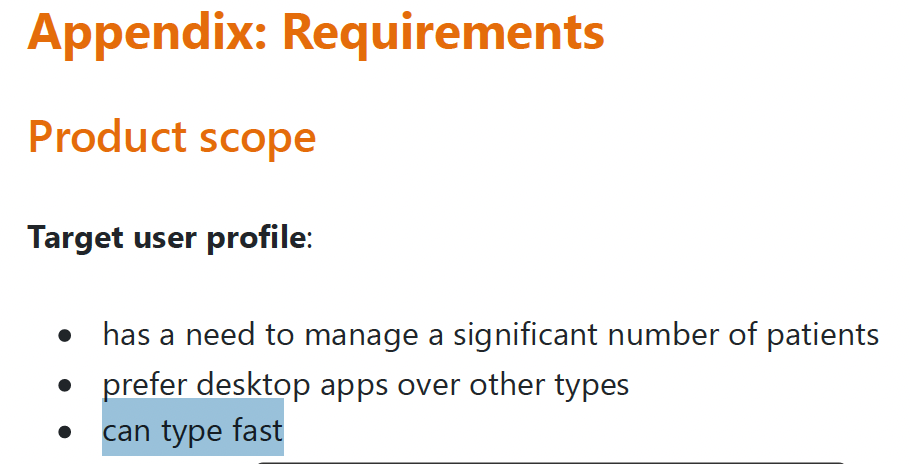 Appendix: Requirements
Product scope
Target user profile:
• has a need to manage a significant number of patients
• prefer desktop apps over other types
• can type fast